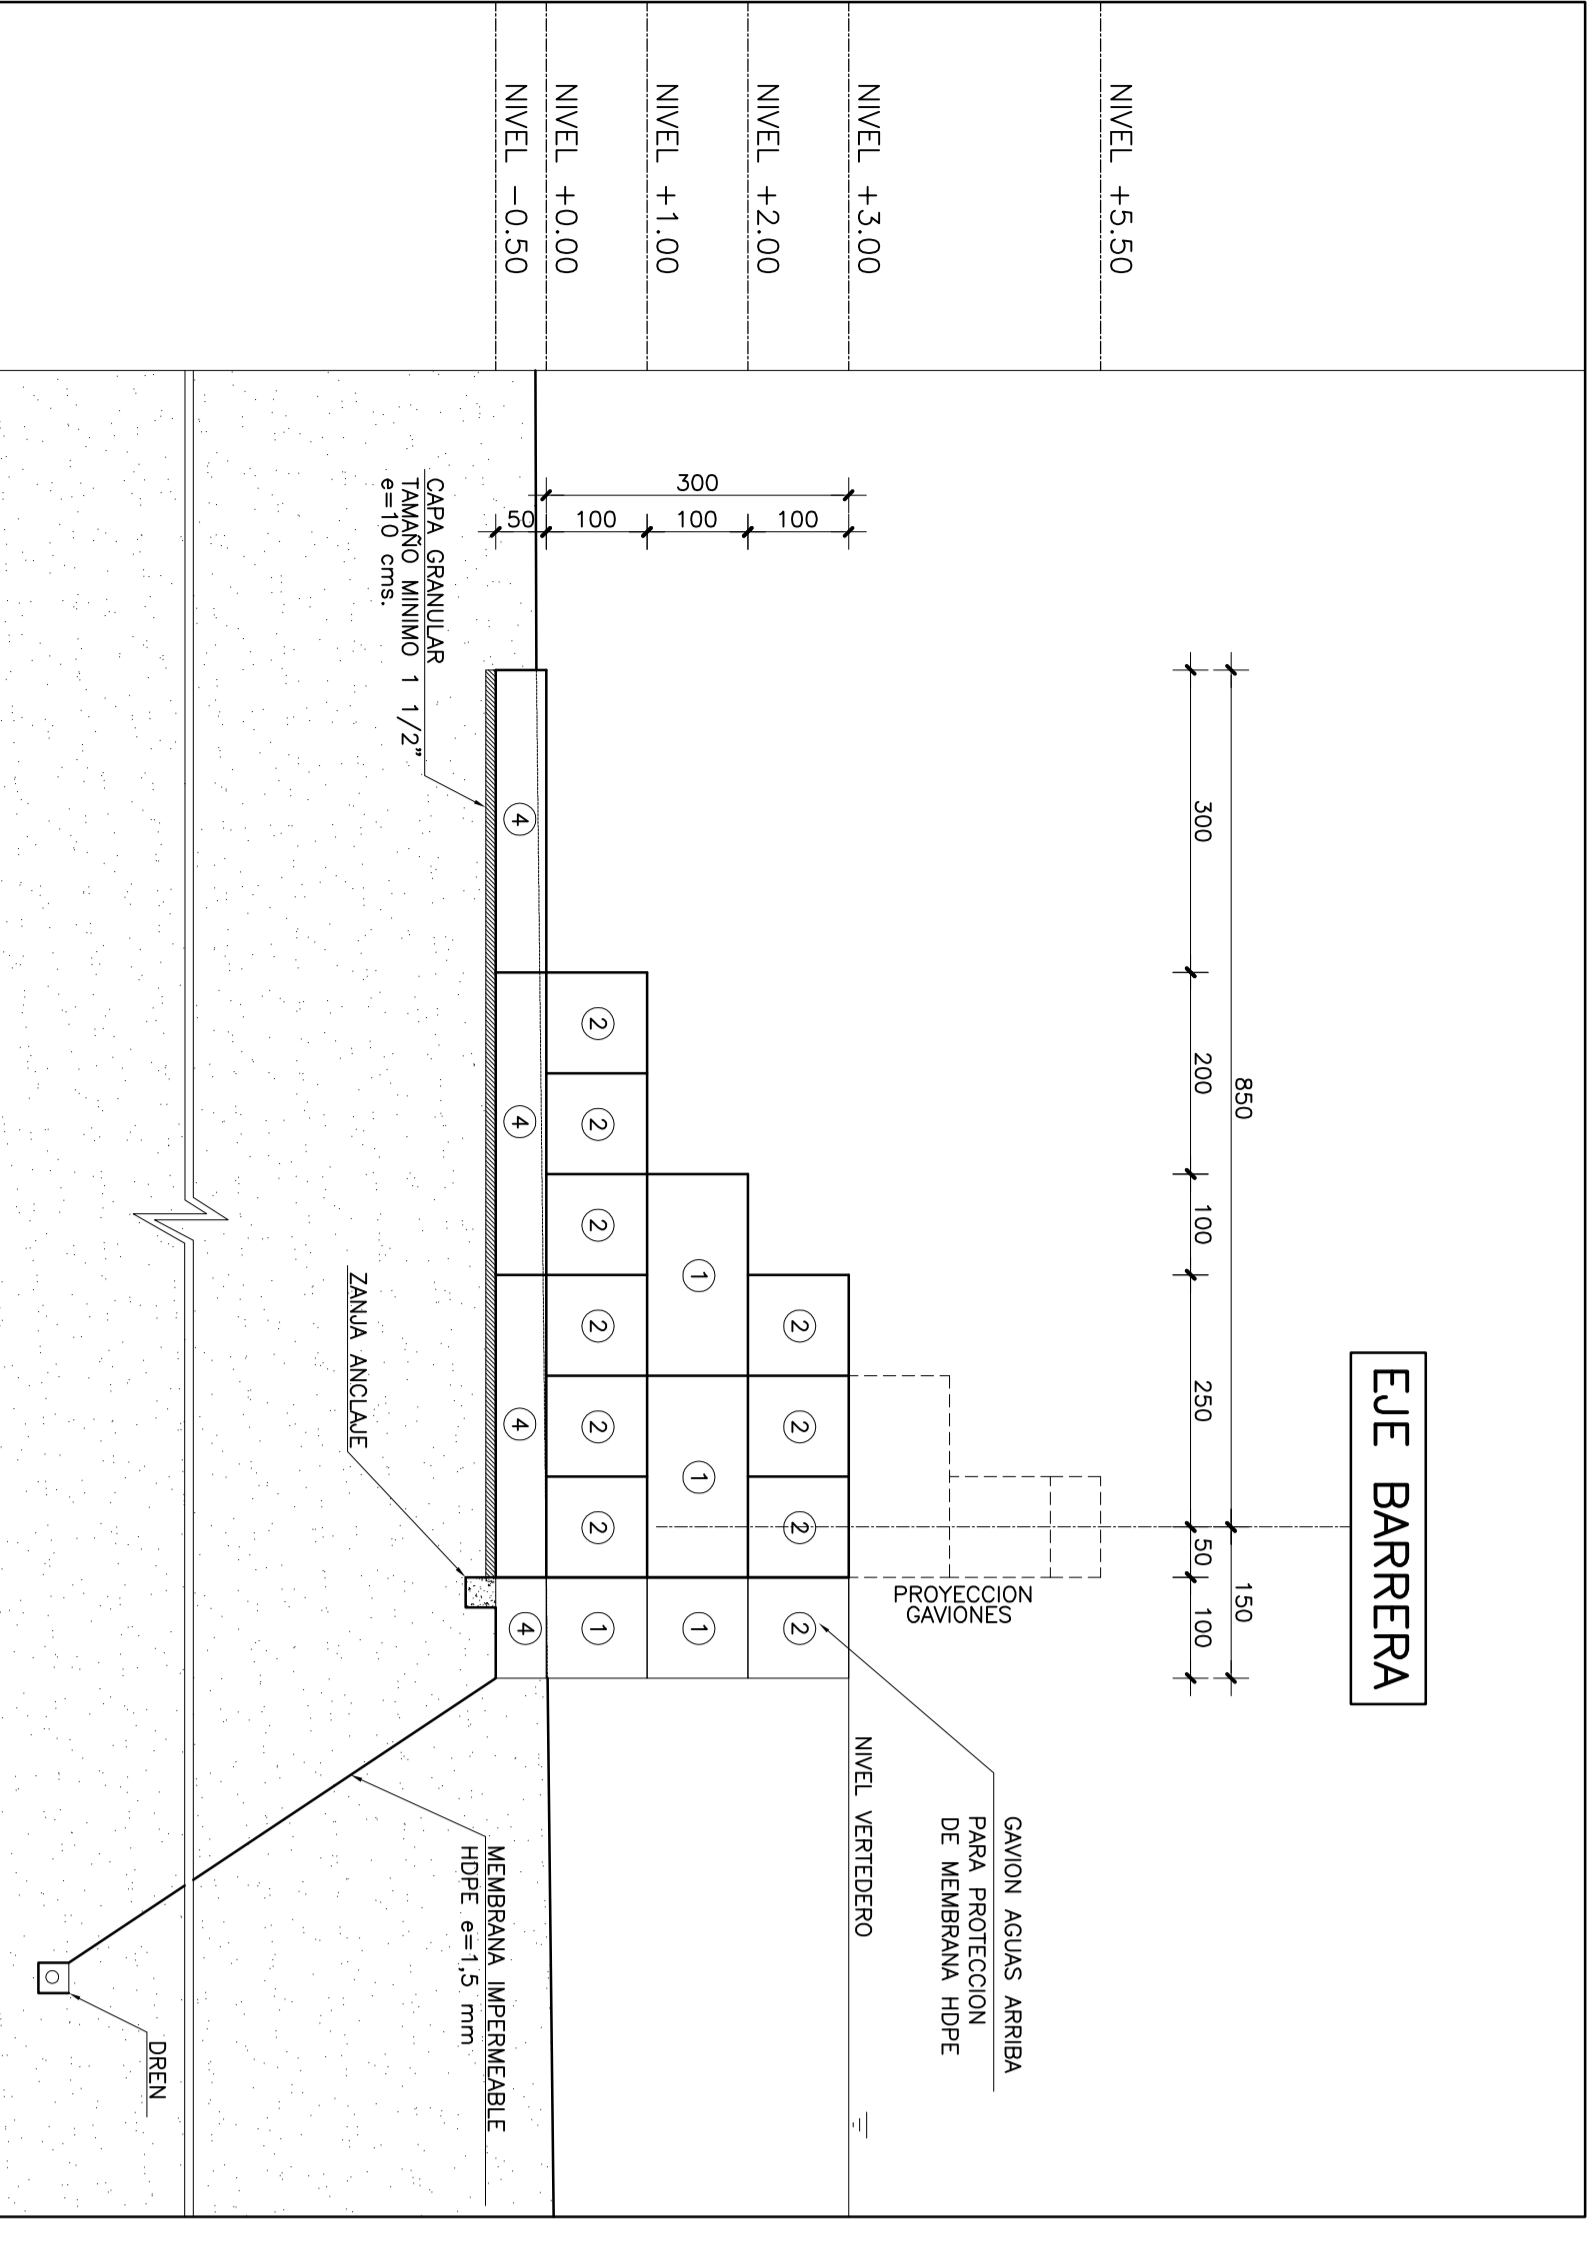 EJE BARRERA
850
150
300
200
100
250
50
100
NIVEL +5.50
NIVEL +3.00
NIVEL +2.00
NIVEL +1.00
NIVEL +0.00
NIVEL -0.50
300
100
100
100
50
PROYECCION
GAVIONES
GAVION AGUAS ARRIBA
PARA PROTECCION
DE MEMBRANA HDPE
NIVEL VERTEDERO
2
2
2
2
1
1
1
2
2
2
2
2
2
1
4
4
4
4
CAPA GRANULAR
TAMAÑO MINIMO 1 1/2"
e=10 cms.
ZANJA ANCLAJE
MEMBRANA IMPERMEABLE
HDPE e=1,5 mm
DREN